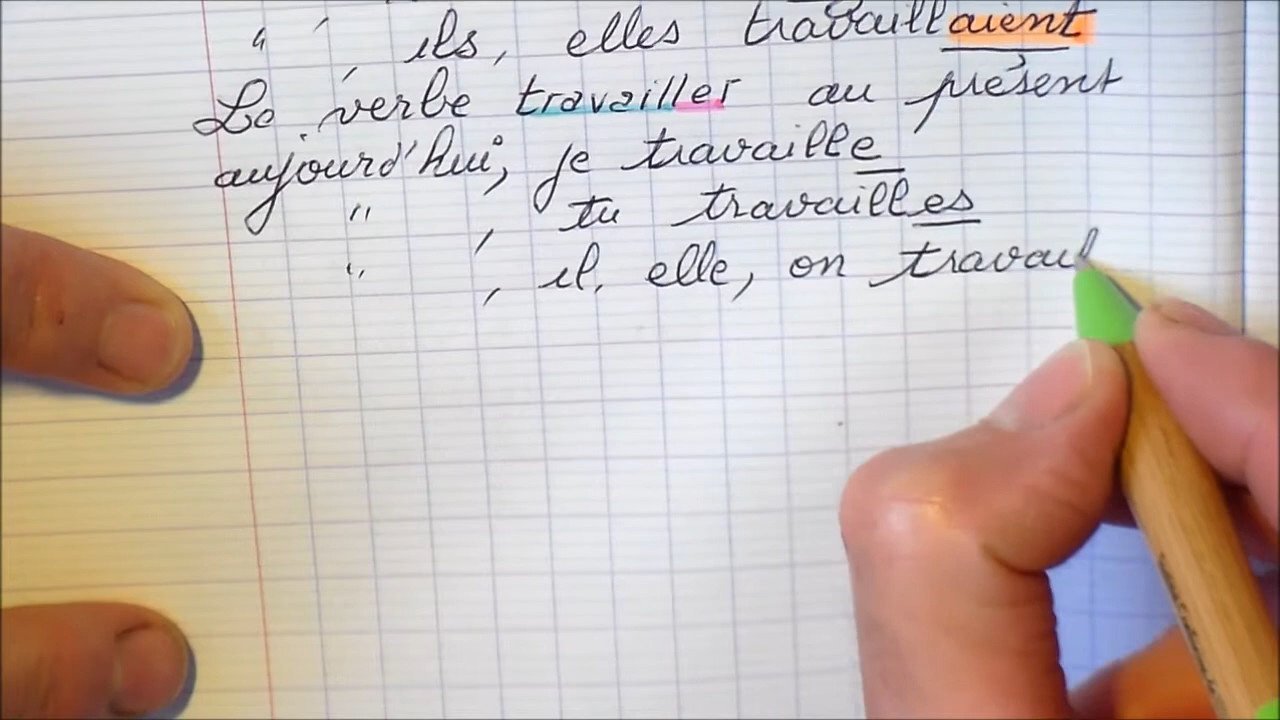 " , ils, elles travaillaient
Le verbe travailler au présent
aujourd'hui, je travaille
" , tu travailles
" , il, elle, on travail